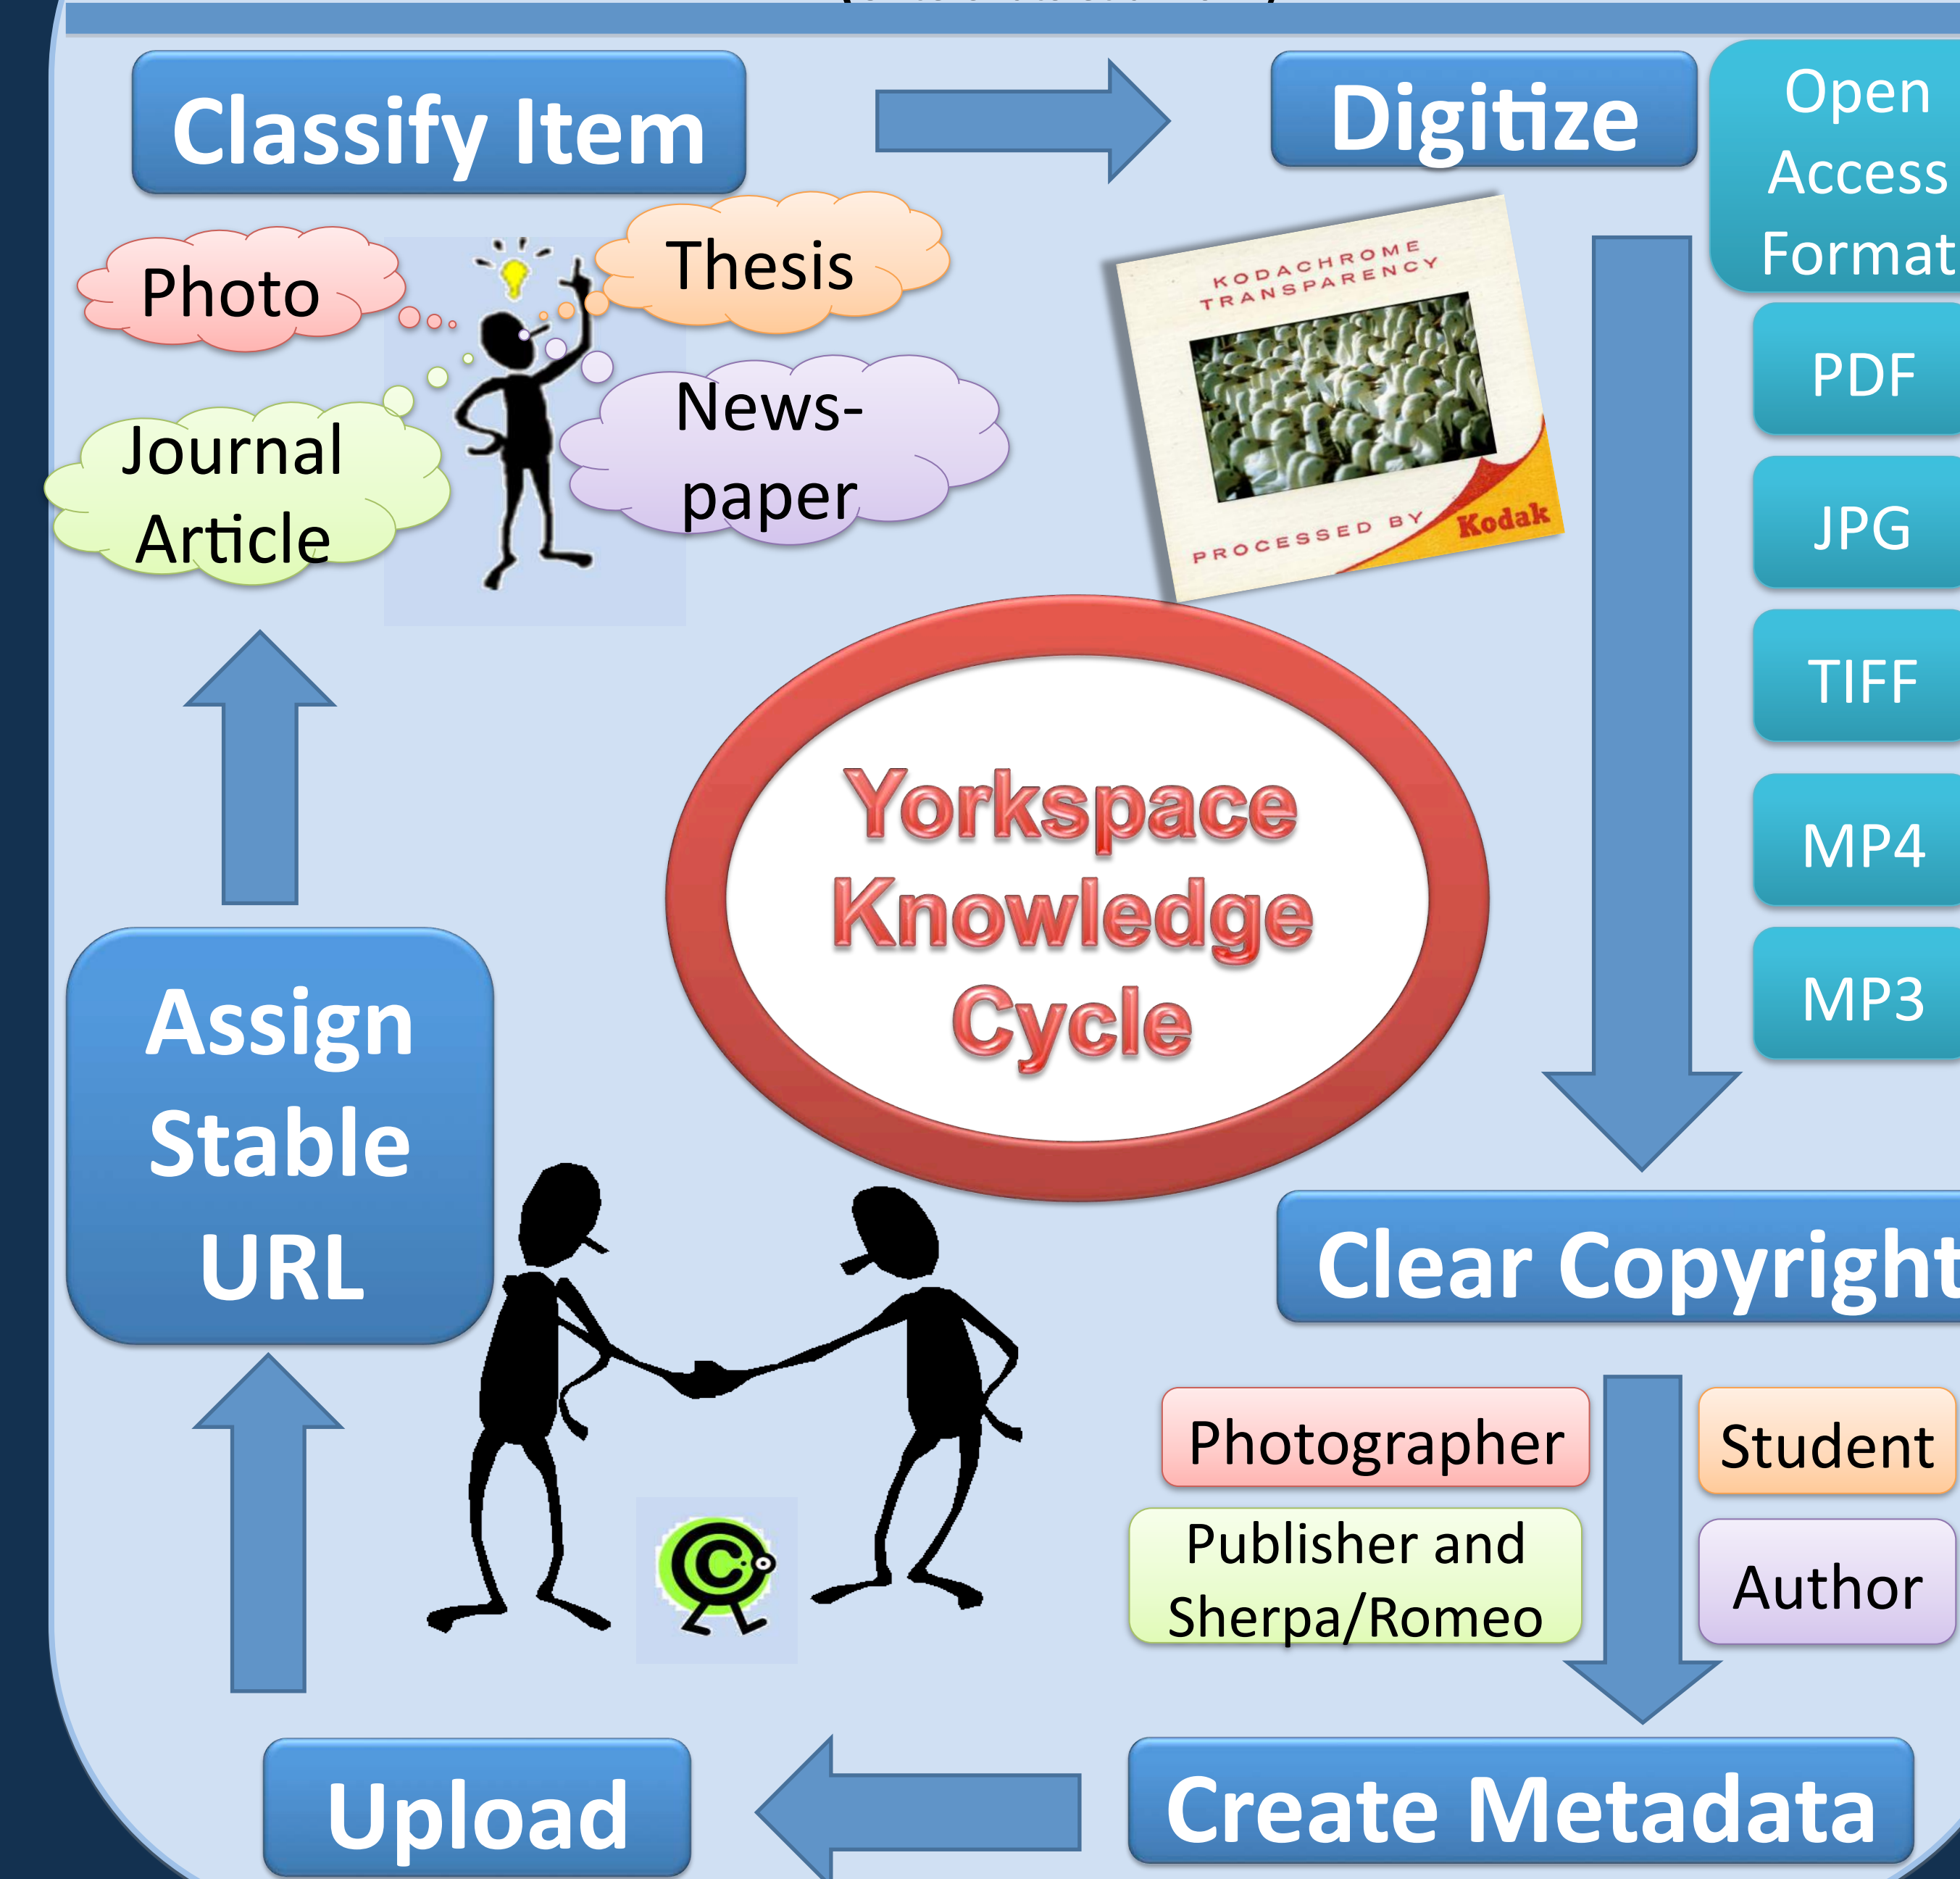 Classify Item
Digitize
Open
Access
Format
Photo
Thesis
Journal
Article
News-
paper
KODACHROME
TRANSPARENCY
PROCESSED BY
Kodak
PDF
JPG
TIFF
MP4
MP3
Yorkspace
Knowledge
Cycle
Assign
Stable
URL
Clear Copyright
Photographer
Student
Publisher and
Sherpa/Romeo
Author
C
Upload
Create Metadata